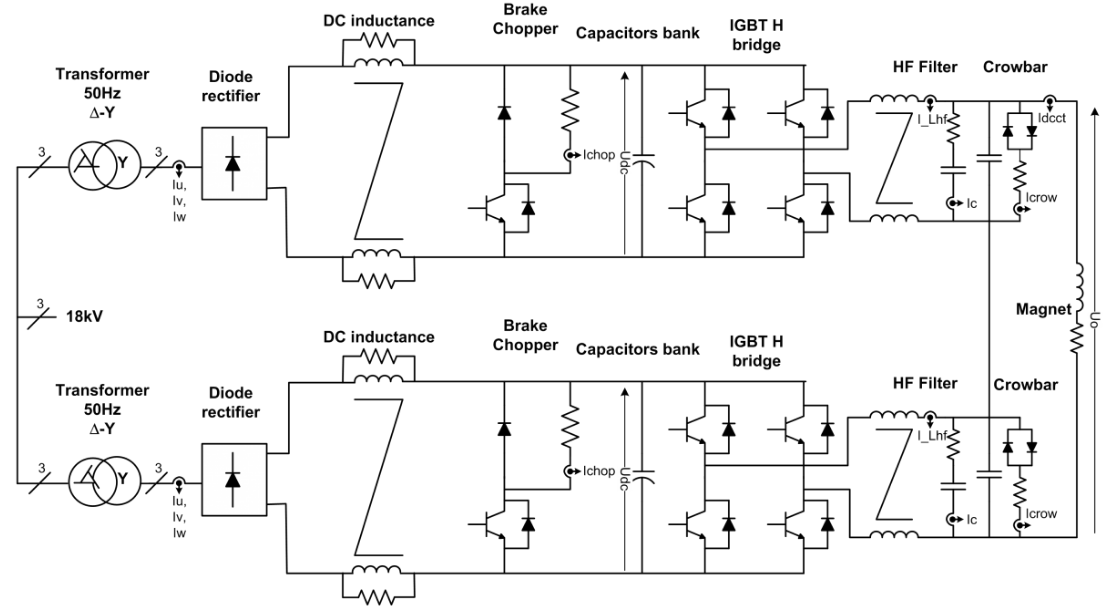 DC inductance
Brake
Chopper
Capacitors bank
IGBT H
bridge
HF Filter
Crowbar
Transformer
50Hz
Δ-Y
Diode
rectifier
3
Y
3
Iu,
Iv,
Iw
Ichop
Udc
I_Lhf
Idcct
Ic
Icrow
3
18kV
Magnet
Uo
DC inductance
Brake
Chopper
Capacitors bank
IGBT H
bridge
HF Filter
Crowbar
Transformer
50Hz
Δ-Y
Diode
rectifier
3
Y
3
Iu,
Iv,
Iw
Ichop
Udc
I_Lhf
Ic
Icrow